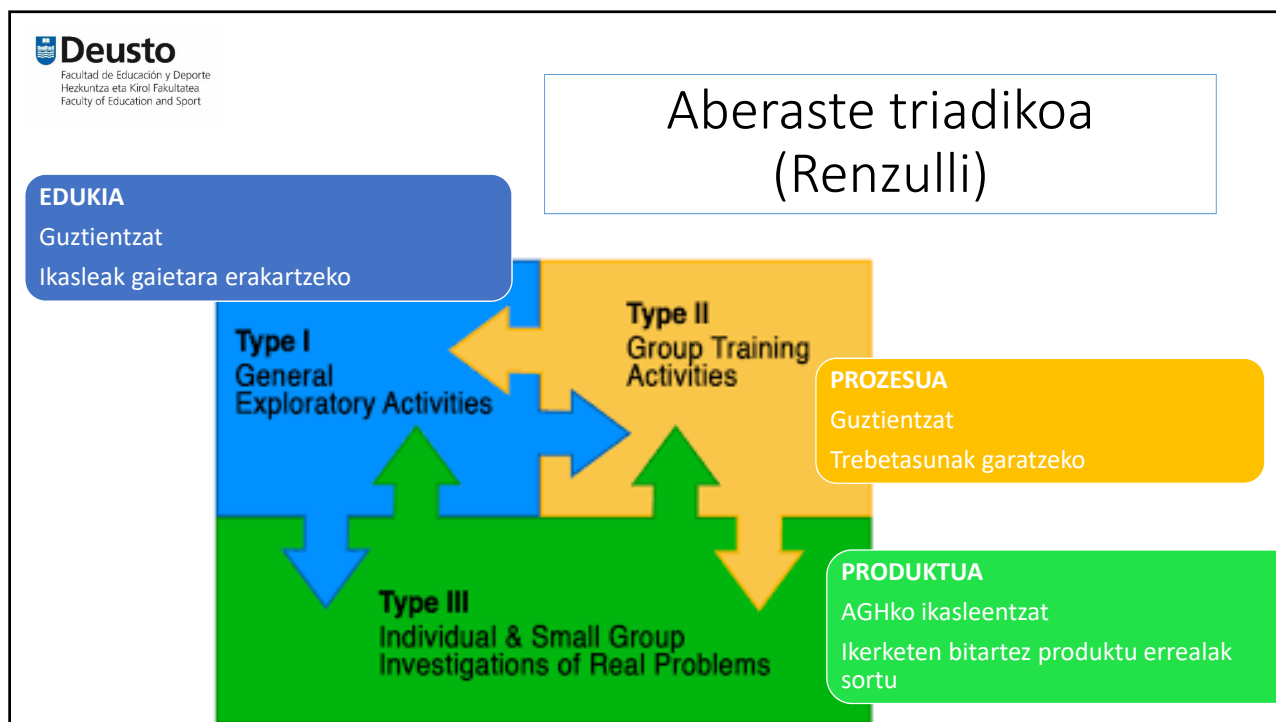 Deusto
Facultad de Educación y Deporte
Hezkuntza eta Kirol Fakultatea
Faculty of Education and Sport
Aberaste triadikoa
(Renzulli)
EDUKIA
Guztientzat
Ikasleak gaietara erakartzeko
Type I
General
Exploratory Activities
Type II
Group Training
Activities
PROZESUA
Guztientzat
Trebetasunak garatzeko
Type III
Individual & Small Group
Investigations of Real Problems
PRODUKTUA
AGHko ikasleentzat
Ikerketen bitartez produktu errealak
sortu